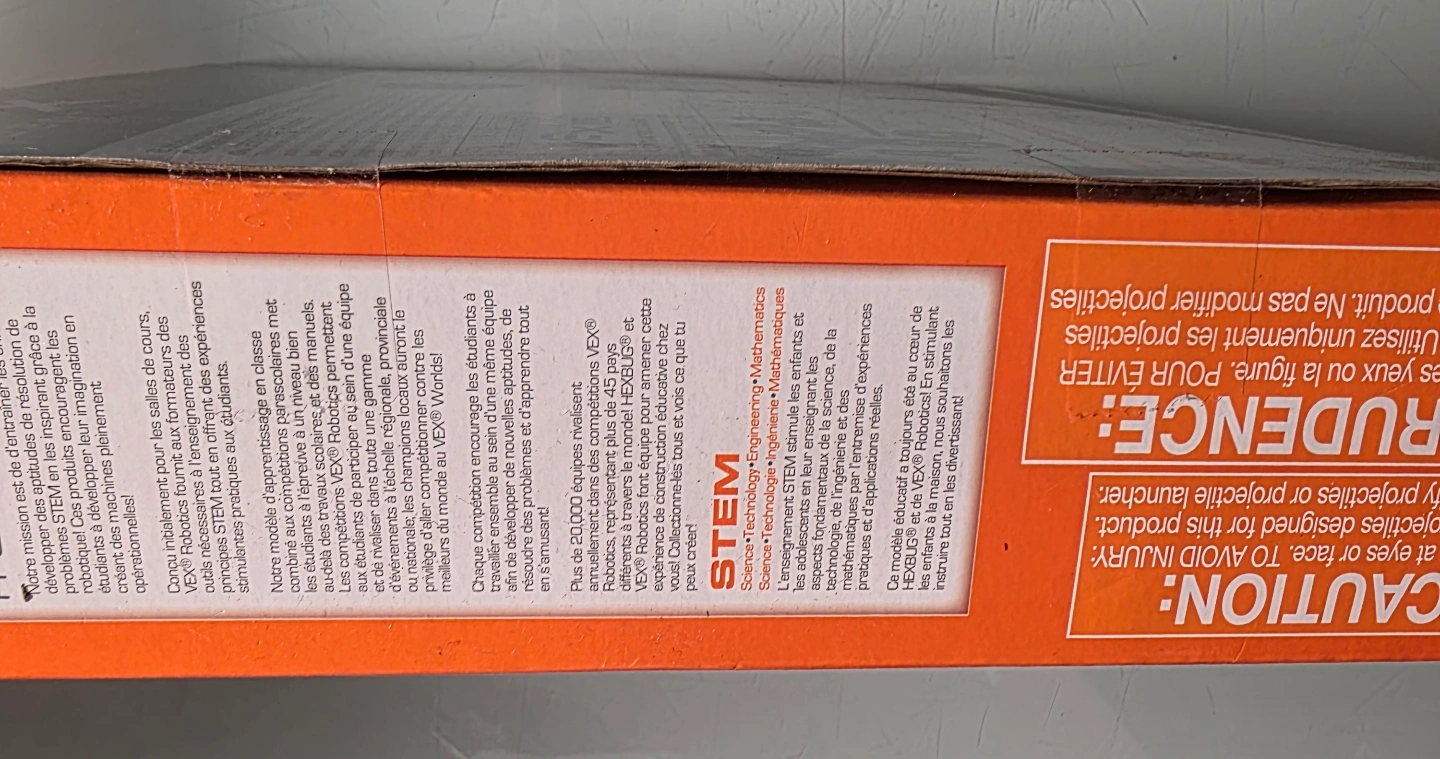 Notre mission est de d'entraîner les
développer des aptitudes de résolution de
problèmes STEM en les inspirant grâce à la
robotique! Ces produits encouragent les
étudiants à développer leur imagination en
créant des machines pleinement
opérationnelles!
Concu initialement pour les salles de cours,
VEX® Robotics fournit aux formateurs des
outils nécessaires à l'enseignement des
principes STEM tout en offrant des expériences
stimulantes pratiques aux étudiants.
Notre modèle d'apprentissage en classe
combiné aux compétitions parascolaires met
les étudiants à l'épreuve à un niveau bien
au-delà des travaux scolaires et des manuels.
Les compétitions VEX® Robotics permettent
aux étudiants de participer au sein d'une équipe
et de rivaliser dans toute une gamme
d'événements à l'échelle régionale, provinciale
ou nationale; les champions locaux auront le
privilège d'aller compétitionner contre les
meilleurs du monde au VEX® Worlds!
Chaque compétition encourage les étudiants à
travailler ensemble au sein d'une même équipe
afin de développer de nouvelles aptitudes, de
résoudre des problèmes et d'apprendre tout
en s'amusant!
Plus de 20,000 équipes rivalisent
annuellement dans des compétitions VEX®
Robotics, représentant plus de 45 pays
différents à travers le monde! HEXBUG® et
VEX® Robotics font équipe pour amener cette
expérience de construction éducative chez
vous! Collectionne-les tous et vois ce que tu
peux créer!
STEM
Science•Technology•Engineering•Mathematics
Science•Technologie•Ingénierie•Mathématiques
L'enseignement STEM stimule les enfants et
les adolescents en leur enseignant les
aspects fondamentaux de la science, de la
technologie, de l'ingénierie et des
mathématiques par l'entremise d'expériences
pratiques et d'applications réelles.
Ce modèle éducatif a toujours été au cœur de
HEXBUG® et de VEX® Robotics! En stimulant
les enfants à la maison, nous souhaitons les
instruire tout en les divertissant!
CAUTION:
at eyes or face. TO AVOID INJURY:
ojectiles designed for this product.
fy projectiles or projectile launcher.
RUDENCE:
es yeux ou la figure. POUR ÉVITER
Utilisez uniquement les projectiles
produit. Ne pas modifier projectiles